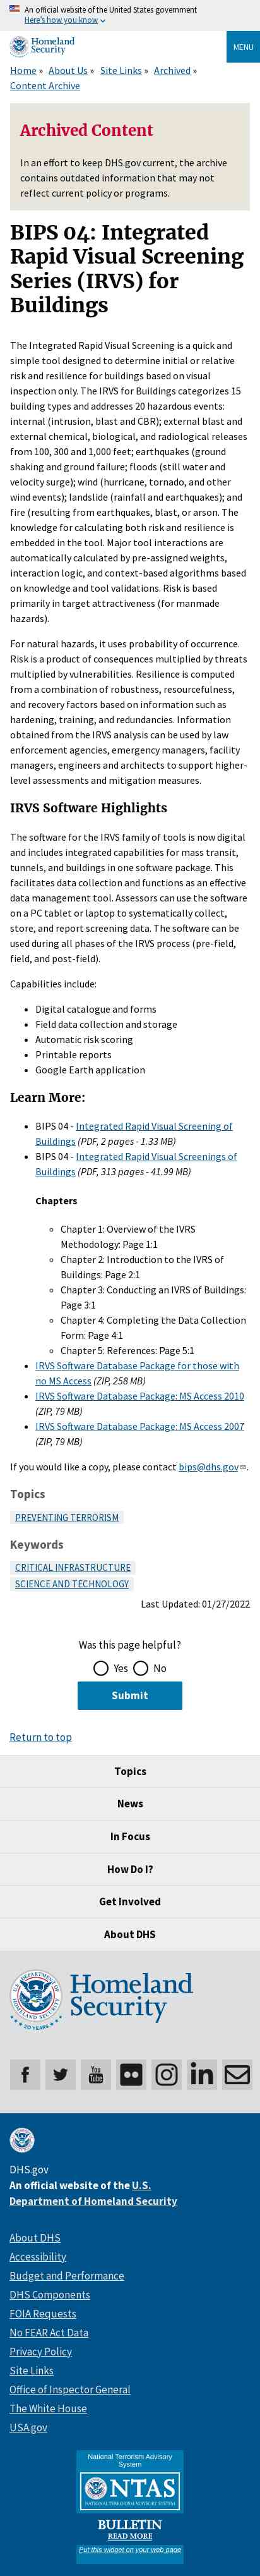 An official website of the United States government
Here's how you know
Homeland
Security
MENU
Home » About Us » Site Links » Archived »
Content Archive
Archived Content
In an effort to keep DHS.gov current, the archive
contains outdated information that may not
reflect current policy or programs.
BIPS 04: Integrated
Rapid Visual Screening
Series (IRVS) for
Buildings
The Integrated Rapid Visual Screening is a quick and
simple tool designed to determine initial or relative
risk and resilience for buildings based on visual
inspection only. The IRVS for Buildings categorizes 15
building types and addresses 20 hazardous events:
internal (intrusion, blast and CBR); external blast and
external chemical, biological, and radiological releases
from 100, 300 and 1,000 feet; earthquakes (ground
shaking and ground failure; floods (still water and
velocity surge); wind (hurricane, tornado, and other
wind events); landslide (rainfall and earthquakes); and
fire (resulting from earthquakes, blast, or arson. The
knowledge for calculating both risk and resilience is
embedded in the tool. Major tool interactions are
automatically calculated by pre-assigned weights,
interaction logic, and context-based algorithms based
on knowledge and tool validations. Risk is based
primarily on target attractiveness (for manmade
hazards).
For natural hazards, it uses probability of occurrence.
Risk is a product of consequences multiplied by threats
multiplied by vulnerabilities. Resilience is computed
from a combination of robustness, resourcefulness,
and recovery factors based on information such as
hardening, training, and redundancies. Information
obtained from the IRVS analysis can be used by law
enforcement agencies, emergency managers, facility
managers, engineers and architects to support higher-
level assessments and mitigation measures.
IRVS Software Highlights
The software for the IRVS family of tools is now digital
and includes integrated capabilities for mass transit,
tunnels, and buildings in one software package. This
facilitates data collection and functions as an effective
data management tool. Assessors can use the software
on a PC tablet or laptop to systematically collect,
store, and report screening data. The software can be
used during all phases of the IRVS process (pre-field,
field, and post-field).
Capabilities include:
Digital catalogue and forms
Field data collection and storage
Automatic risk scoring
Printable reports
Google Earth application
Learn More:
BIPS 04 - Integrated Rapid Visual Screening of
Buildings (PDF, 2 pages - 1.33 MB)
BIPS 04 - Integrated Rapid Visual Screenings of
Buildings (PDF, 313 pages - 41.99 MB)
Chapters
Chapter 1: Overview of the IVRS
Methodology: Page 1:1
Chapter 2: Introduction to the IVRS of
Buildings: Page 2:1
Chapter 3: Conducting an IVRS of Buildings:
Page 3:1
Chapter 4: Completing the Data Collection
Form: Page 4:1
Chapter 5: References: Page 5:1
IRVS Software Database Package for those with
no MS Access (ZIP, 258 MB)
IRVS Software Database Package: MS Access 2010
(ZIP, 79 MB)
IRVS Software Database Package: MS Access 2007
(ZIP, 79 MB)
If you would like a copy, please contact bips@dhs.gov.
Topics
PREVENTING TERRORISM
Keywords
CRITICAL INFRASTRUCTURE
SCIENCE AND TECHNOLOGY
Last Updated: 01/27/2022
Was this page helpful?
Yes No
Submit
Return to top
Topics
News
In Focus
How Do I?
Get Involved
About DHS
Homeland
Security
20 YEARS
You
Tube
DHS.gov
An official website of the U.S.
Department of Homeland Security
About DHS
Accessibility
Budget and Performance
DHS Components
FOIA Requests
No FEAR Act Data
Privacy Policy
Site Links
Office of Inspector General
The White House
USA.gov
National Terrorism Advisory
System
NTAS
NATIONAL TERRORISM ADVISORY SYSTEM
BULLETIN
READ MORE
Put this widget on your web page